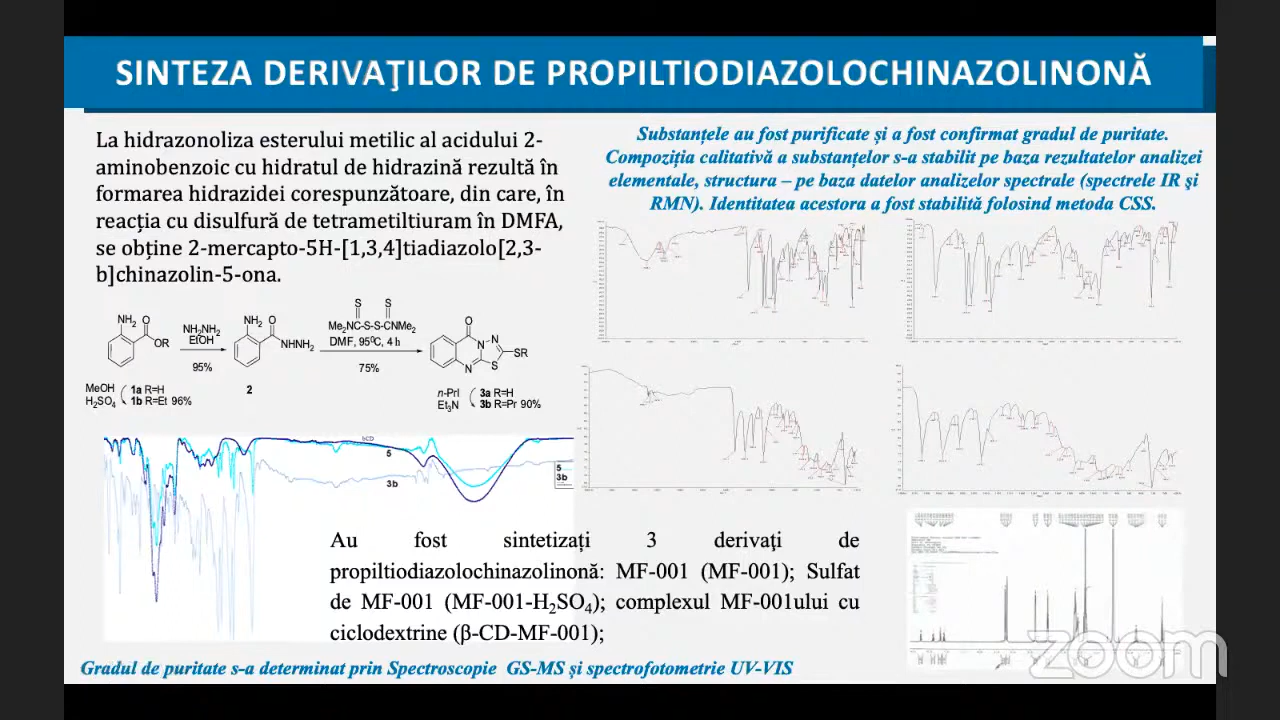 SINTEZA DERIVAŢILOR DE PROPILTIODIAZOLOCHINAZOLINONĂ
La hidrazonoliza esterului metilic al acidului 2-
aminobenzoic cu hidratul de hidrazină rezultă în
formarea hidrazidei corespunzătoare, din care, în
reacția cu disulfură de tetrametiltiuram în DMFA,
se obține 2-mercapto-5H-[1,3,4]tiadiazolo[2,3-
b]chinazolin-5-ona.
Substanțele au fost purificate și a fost confirmat gradul de puritate.
Compoziția calitativă a substanțelor s-a stabilit pe baza rezultatelor analizei
elementale, structura – pe baza datelor analizelor spectrale (spectrele IR şi
RMN). Identitatea acestora a fost stabilită folosind metoda CSS.
NH2 O
OR
NH2NH2
EtOH
95%
NH2 O
NHNH2
S S
Me2NC-S-S-CNMe2
DMF, 95⁰C, 4 h
75%
O
N N
N S
SR
MeOH
H2SO4
1a R=H
1b R=Et 96%
2
n-PrI
Et3N
3a R=H
3b R=Pr 90%
bCD
5
3b
5
3b
Au fost sintetizați 3 derivaţi de
propiltiodiazolochinazolinonă: MF-001 (MF-001); Sulfat
de MF-001 (MF-001-H2SO4); complexul MF-001ului cu
ciclodextrine (β-CD-MF-001);
Gradul de puritate s-a determinat prin Spectroscopie GS-MS și spectrofotometrie UV-VIS
zoom